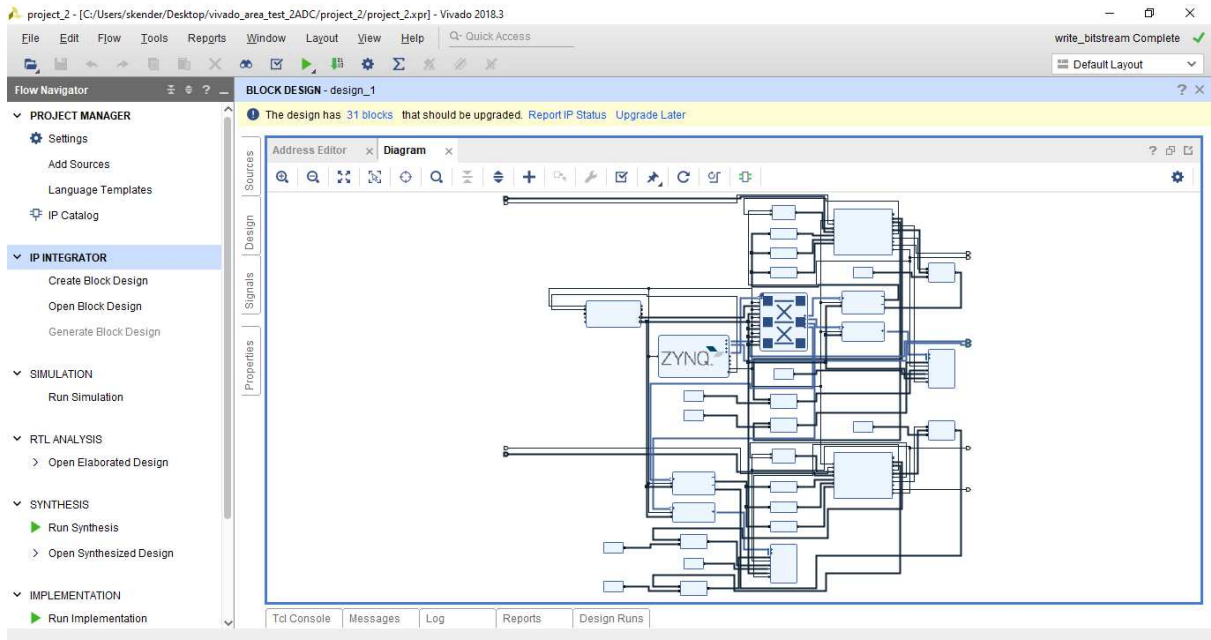 project_2 - [C:/Users/skender/Desktop/vivado_area_test_2ADC/project_2/project_2.xpr] - Vivado 2018.3
File Edit Flow Tools Reports Window Layout View Help Q- Quick Access
write_bitstream Complete
Default Layout
Flow Navigator
PROJECT MANAGER
Settings
Add Sources
Language Templates
IP Catalog
IP INTEGRATOR
Create Block Design
Open Block Design
Generate Block Design
SIMULATION
Run Simulation
RTL ANALYSIS
Open Elaborated Design
SYNTHESIS
Run Synthesis
Open Synthesized Design
IMPLEMENTATION
Run Implementation
BLOCK DESIGN - design_1
The design has 31 blocks that should be upgraded. Report IP Status Upgrade Later
Sources
Design
Signals
Properties
Address Editor Diagram
ZYNQ
Tcl Console Messages Log Reports Design Runs